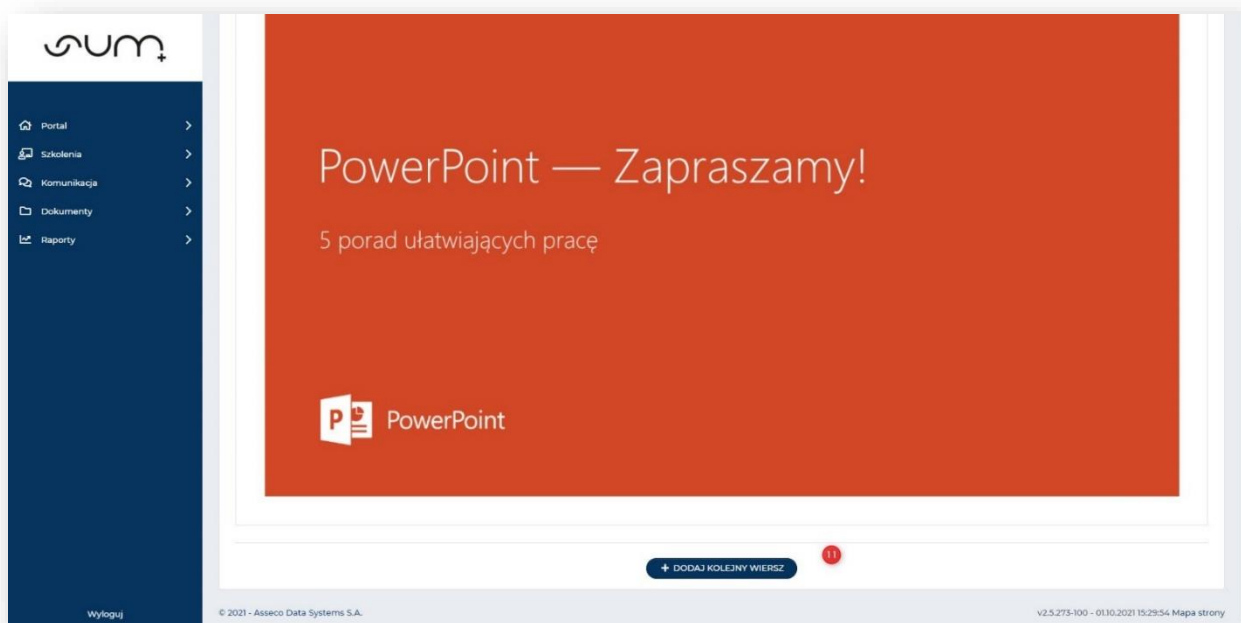 sum+
Portal
Szkolenia
Komunikacja
Dokumenty
Raporty
PowerPoint — Zapraszamy!
5 porad ułatwiających pracę
P PowerPoint
11
+ DODAJ KOLEJNY WIERSZ
Wyloguj
© 2021 - Asseco Data Systems S.A.
v2.5.273-100 - 01.10.2021 15:29:54 Mapa strony